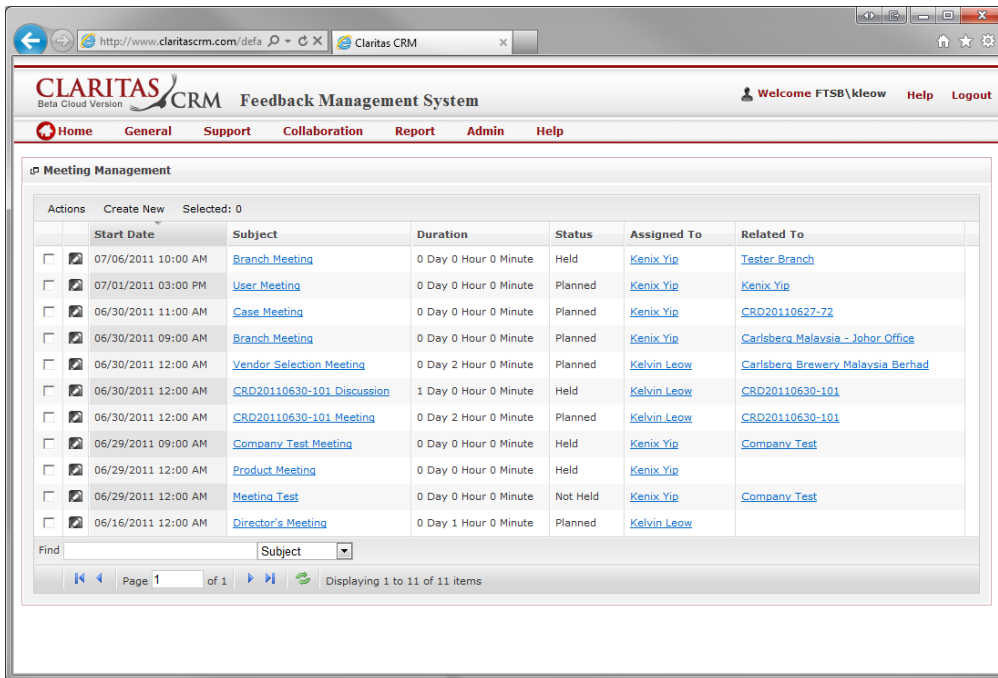 http://www.claritascrm.com/defa
Claritas CRM
CLARITAS CRM
Beta Cloud Version
Feedback Management System
Welcome FTSB\kleow Help Logout
Home General Support Collaboration Report Admin Help
Meeting Management
Actions Create New Selected: 0
Start Date Subject Duration Status Assigned To Related To
07/06/2011 10:00 AM Branch Meeting 0 Day 0 Hour 0 Minute Held Kenix Yip Tester Branch
07/01/2011 03:00 PM User Meeting 0 Day 0 Hour 0 Minute Planned Kenix Yip Kenix Yip
06/30/2011 11:00 AM Case Meeting 0 Day 0 Hour 0 Minute Planned Kenix Yip CRD20110627-72
06/30/2011 09:00 AM Branch Meeting 0 Day 0 Hour 0 Minute Planned Kenix Yip Carlsberg Malaysia - Johor Office
06/30/2011 12:00 AM Vendor Selection Meeting 0 Day 2 Hour 0 Minute Planned Kelvin Leow Carlsberg Brewery Malaysia Berhad
06/30/2011 12:00 AM CRD20110630-101 Discussion 1 Day 0 Hour 0 Minute Held Kelvin Leow CRD20110630-101
06/30/2011 12:00 AM CRD20110630-101 Meeting 0 Day 2 Hour 0 Minute Planned Kelvin Leow CRD20110630-101
06/29/2011 09:00 AM Company Test Meeting 0 Day 0 Hour 0 Minute Held Kenix Yip Company Test
06/29/2011 12:00 AM Product Meeting 0 Day 0 Hour 0 Minute Held Kenix Yip
06/29/2011 12:00 AM Meeting Test 0 Day 0 Hour 0 Minute Not Held Kenix Yip Company Test
06/16/2011 12:00 AM Director's Meeting 0 Day 1 Hour 0 Minute Planned Kelvin Leow
Find Subject
Page 1 of 1 Displaying 1 to 11 of 11 items